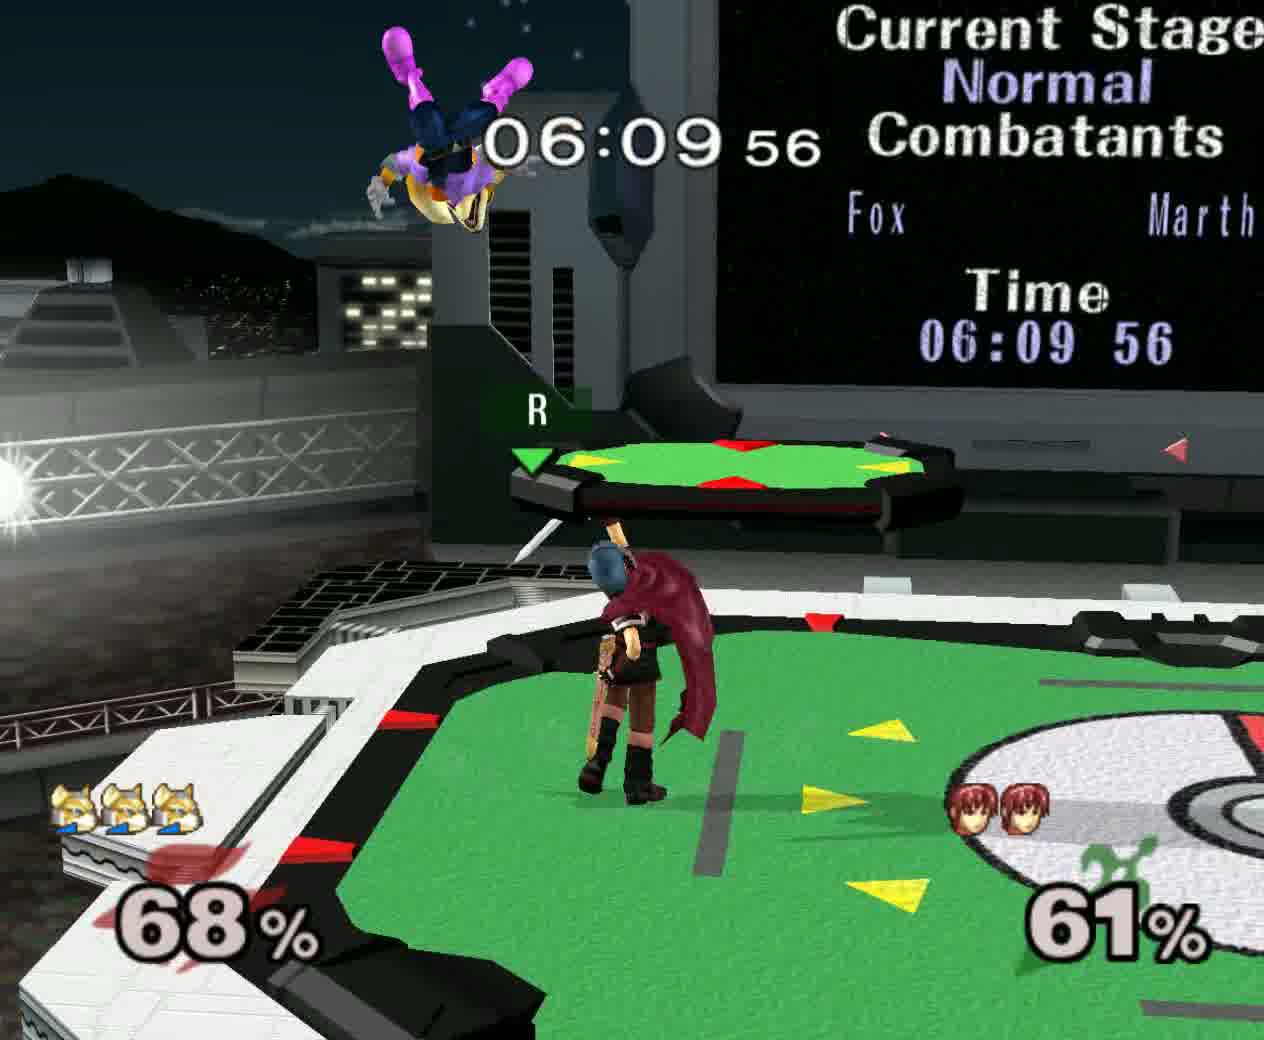 Current Stage
Normal
06:09 56
Combatants
Fox Marth
Time
06:09 56
R
68%
61%